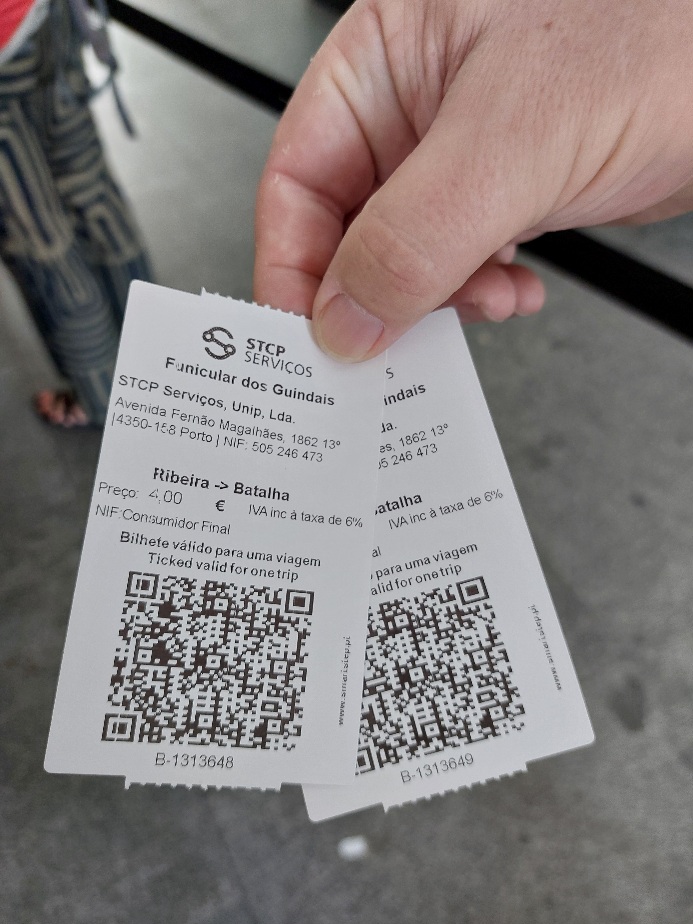 STCP
SERVIÇOS
Funicular dos Guindais
STCP Serviços, Unip, Lda.
Avenida Fernão Magalhães, 1862 13º
|4350-158 Porto | NIF: 505 246 473
Ribeira -> Batalha
Preço: 4,00 € IVA inc à taxa de 6%
NIF:Consumidor Final
Bilhete válido para uma viagem
Ticked valid for one trip
B-1313648
S
indais
da.
es, 1862 13º
05 246 473
atalha
IVA inc à taxa de 6%
al
para uma viagem
alid for one trip
B-1313649